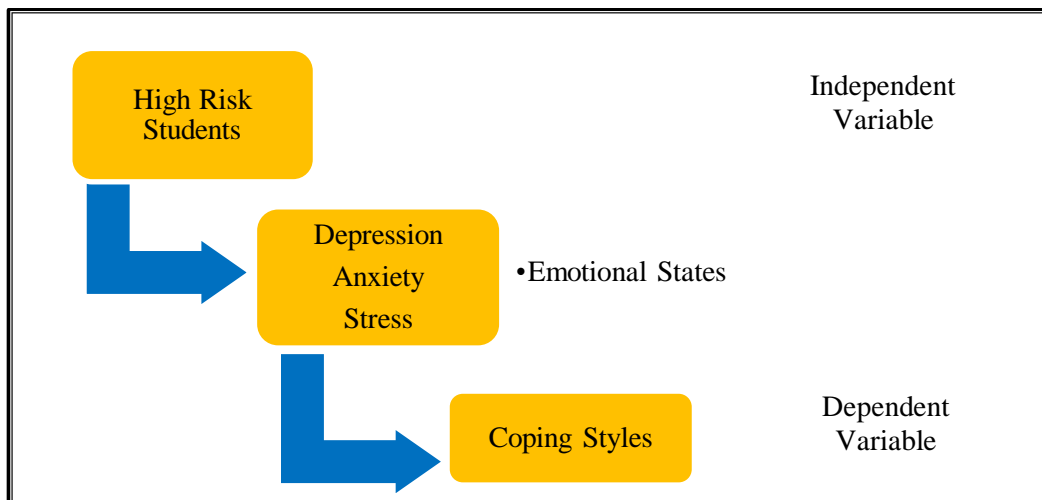 High Risk
Students
Independent
Variable
Depression
Anxiety
Stress
•Emotional States
Coping Styles
Dependent
Variable